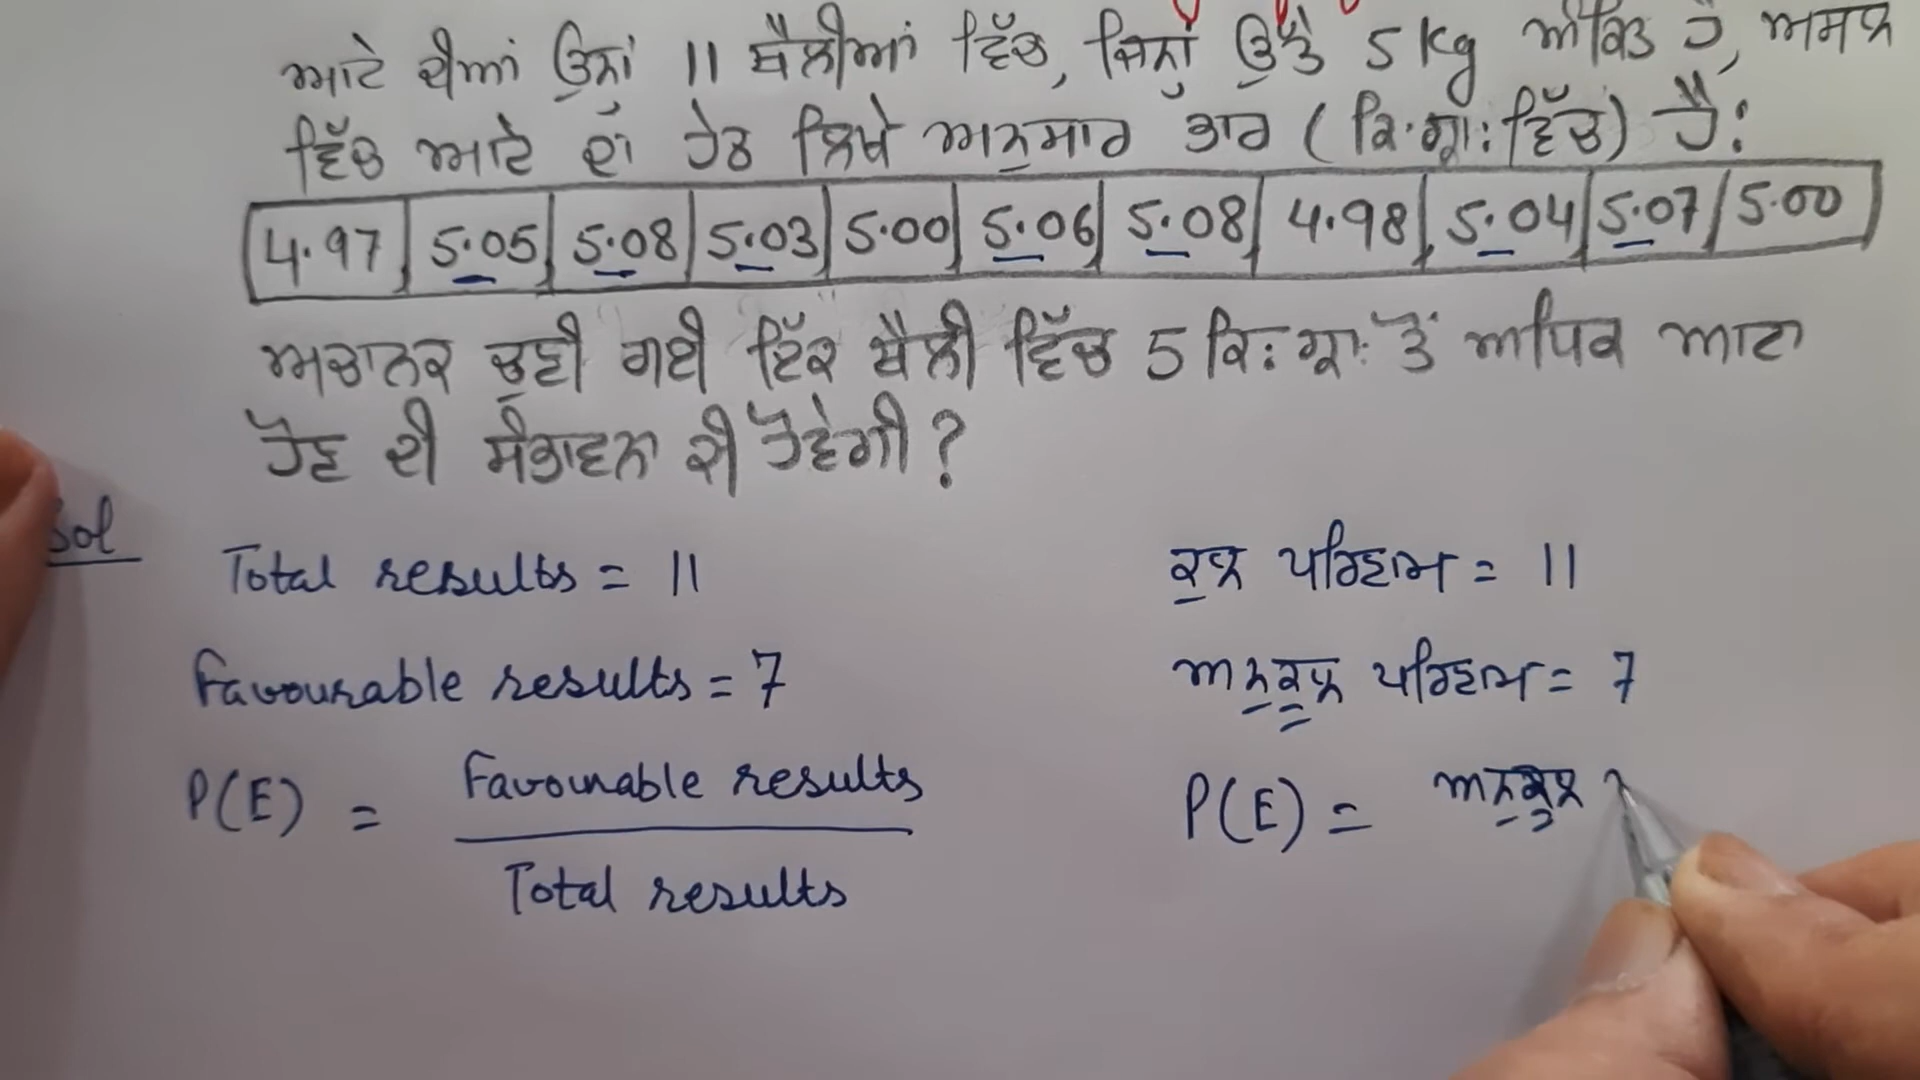 ਆਟੇ ਦੀਆਂ ਉਨਾਂ 11 ਥੈਲੀਆਂ ਵਿੱਚ, ਜਿਨਾਂ ਉੱਤੇ 5 Kg ਅੰਕਿਤ ਹੈ, ਅਸਲ
ਵਿੱਚ ਆਟੇ ਦਾ ਹੇਠ ਲਿਖੇ ਅਨੁਸਾਰ ਭਾਰ ( ਕਿ.ਗ੍ਰਾ: ਵਿੱਚ) ਹੈ:
4.97 5.05 5.08 5.03 5.00 5.06 5.08 4.98 5.04 5.07 5.00
ਅਚਾਨਕ ਚੁਣੀ ਗਈ ਇੱਕ ਥੈਲੀ ਵਿੱਚ 5 ਕਿ: ਗ੍ਰਾ: ਤੋਂ ਅਧਿਕ ਆਟਾ
ਹੋਣ ਦੀ ਸੰਭਾਵਨਾ ਕੀ ਹੋਵੇਗੀ ?
Sol
Total results = 11
Favourable results = 7
P(E) = Favourable results
Total results
ਕੁਲ ਪਰਿਣਾਮ = 11
ਅਨੁਕੂਲ ਪਰਿਣਾਮ = 7
P(E) = ਅਨੁਕੂਲ